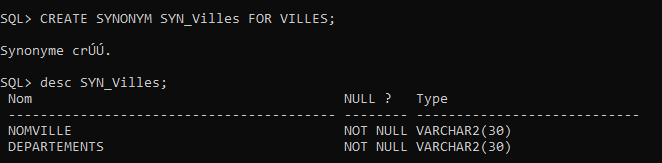 SQL> CREATE SYNONYM SYN_Villes FOR VILLES;
Synonyme crÚÚ.
SQL> desc SYN_Villes;
Nom NULL ? Type
----------------------------------------- -------- ----------------------------
NOMVILLE NOT NULL VARCHAR2(30)
DEPARTEMENTS NOT NULL VARCHAR2(30)